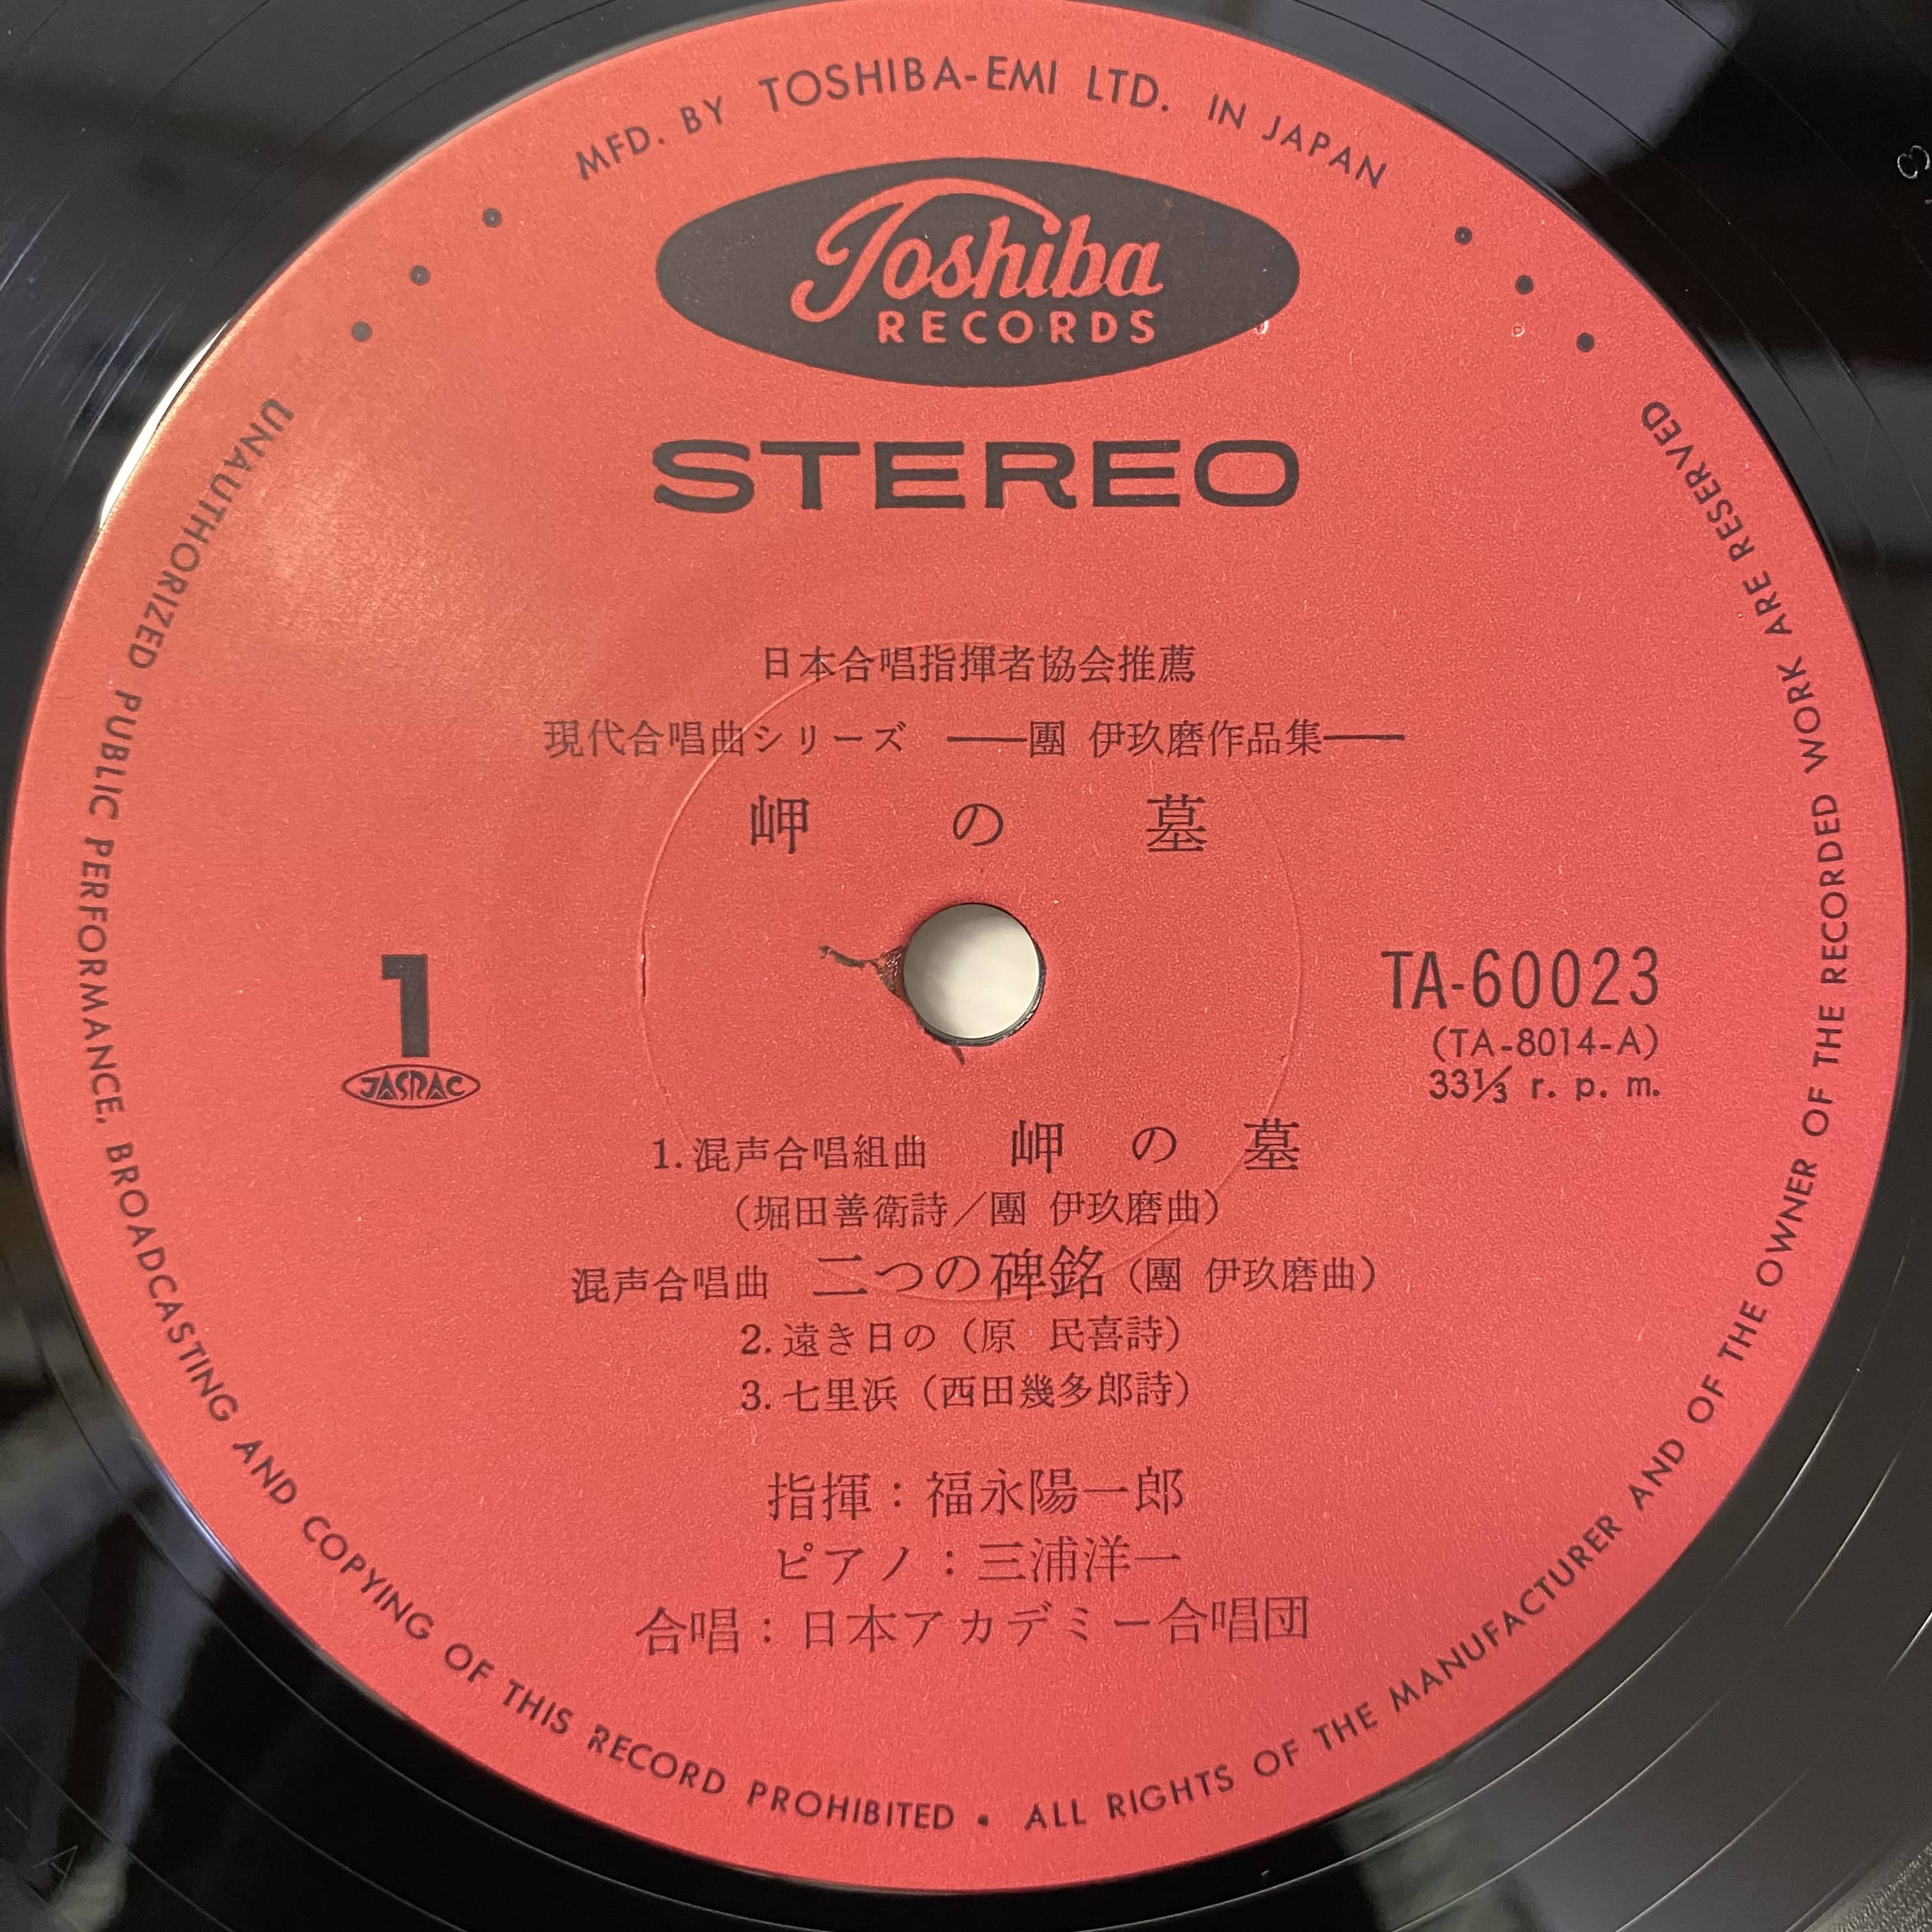 MFD. BY TOSHIBA-EMI LTD. IN JAPAN
Toshiba
RECORDS
STEREO
日本合唱指揮者協会推薦
現代合唱曲シリーズ ──團 伊玖磨作品集──
岬の墓
1
JASRAC
TA-60023
(TA-8014-A)
33⅓ r. p. m.
1. 混声合唱組曲 岬の墓
（堀田善衛詩／團 伊玖磨曲）
混声合唱曲 二つの碑銘（團 伊玖磨曲）
2. 遠き日の（原 民喜詩）
3. 七里浜（西田幾多郎詩）
指揮：福永陽一郎
ピアノ：三浦洋一
合唱：日本アカデミー合唱団
UNAUTHORIZED PUBLIC PERFORMANCE, BROADCASTING AND COPYING OF THIS RECORD PROHIBITED • ALL RIGHTS OF THE MANUFACTURER AND OF THE OWNER OF THE RECORDED WORK ARE RESERVED